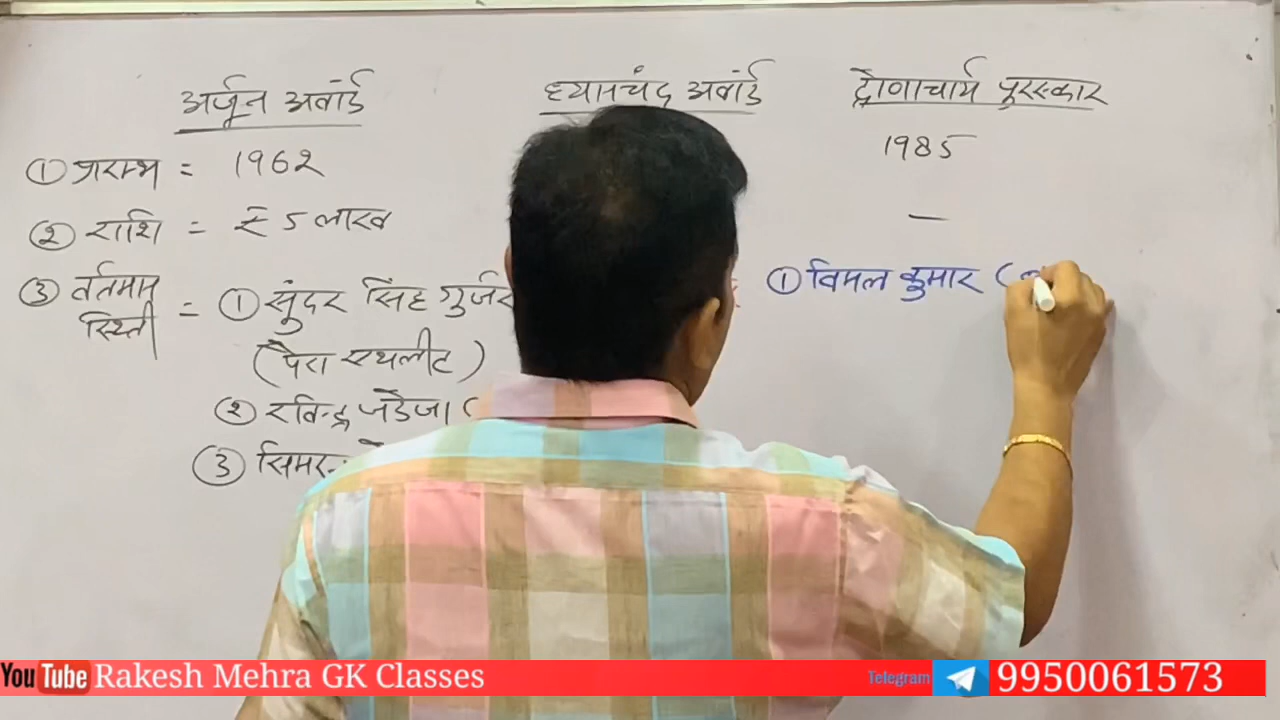 अर्जुन अवार्ड
ध्यानचंद अवार्ड
द्रोणाचार्य पुरस्कार
① प्रारम्भ = 1962
1985
② राशि = ₹ 5 लाख
—
③ वर्तमान स्थिती = ① सुंदर सिंह गुर्जर
(पैरा एथलीट)
② रविन्द्र जडेजा (
③
① विमल कुमार (
YouTube Rakesh Mehra GK Classes
Telegram 9950061573